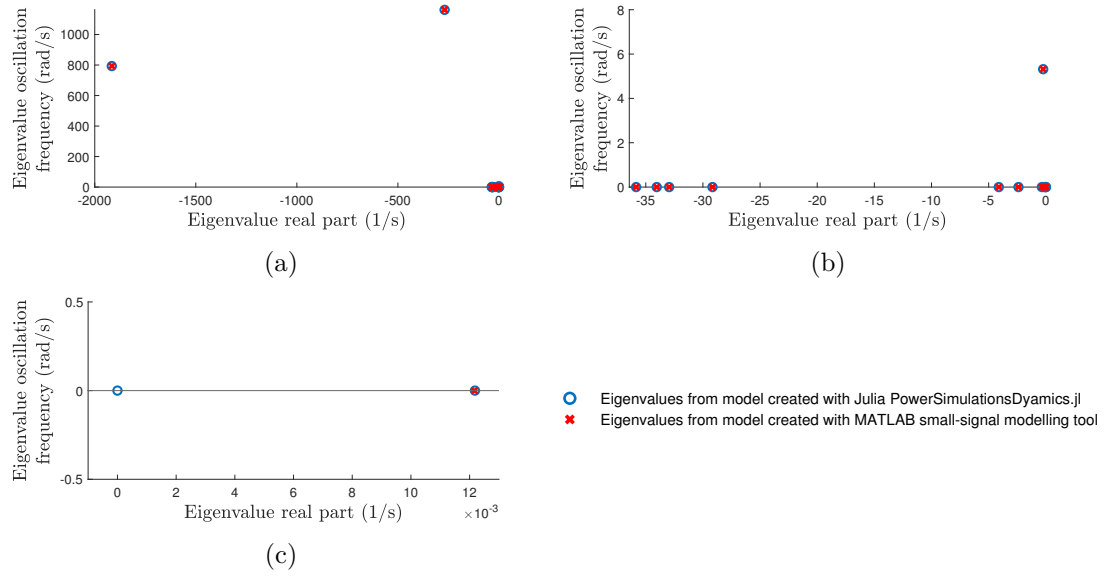 Eigenvalue oscillation
frequency (rad/s)
1000
800
600
400
200
0
-2000
-1500
-1000
-500
0
Eigenvalue real part (1/s)
(a)
Eigenvalue oscillation
frequency (rad/s)
8
6
4
2
0
-35
-30
-25
-20
-15
-10
-5
0
Eigenvalue real part (1/s)
(b)
Eigenvalue oscillation
frequency (rad/s)
0.5
0
-0.5
0
2
4
6
8
10
12
×10-3
Eigenvalue real part (1/s)
(c)
Eigenvalues from model created with Julia PowerSimulationsDyamics.jl
Eigenvalues from model created with MATLAB small-signal modelling tool